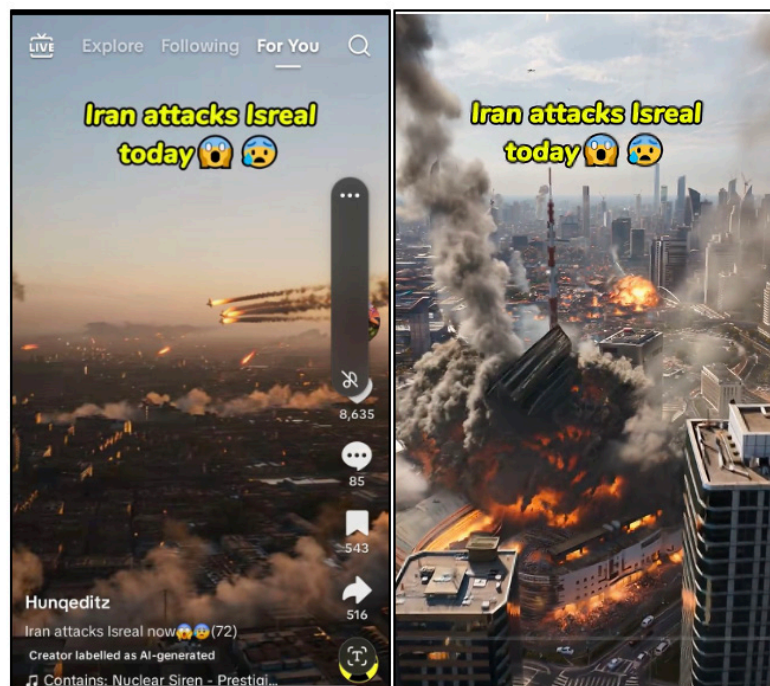 LIVE
Explore Following For You
Iran attacks Isreal
today😱😰
8,635
85
543
516
Hunqeditz
Iran attacks Isreal now😱😰(72)
Creator labelled as AI-generated
Contains: Nuclear Siren - Prestigi...
Iran attacks Isreal
today😱😰